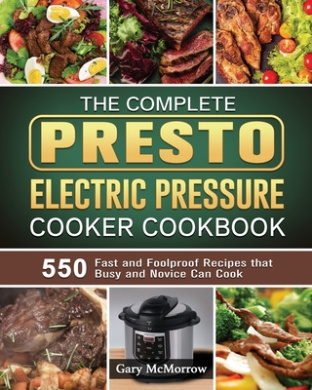 THE COMPLETE
PRESTO
ELECTRIC PRESSURE
COOKER COOKBOOK
550 Fast and Foolproof Recipes that
Busy and Novice Can Cook
Gary McMorrow